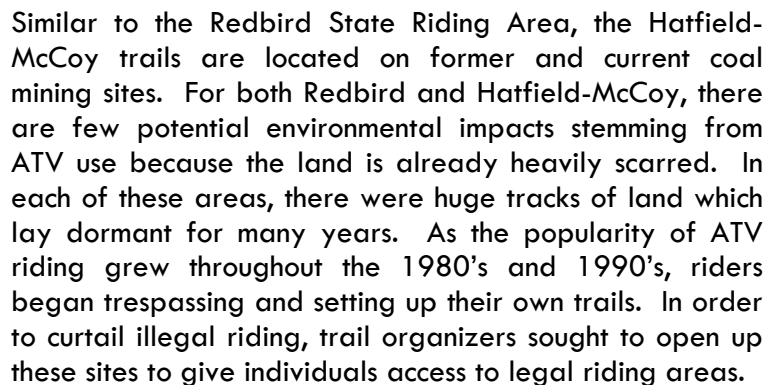 Similar to the Redbird State Riding Area, the Hatfield-
McCoy trails are located on former and current coal
mining sites.  For both Redbird and Hatfield-McCoy, there
are few potential environmental impacts stemming from
ATV use because the land is already heavily scarred.  In
each of these areas, there were huge tracks of land which
lay dormant for many years.  As the popularity of ATV
riding grew throughout the 1980's and 1990's, riders
began trespassing and setting up their own trails.  In order
to curtail illegal riding, trail organizers sought to open up
these sites to give individuals access to legal riding areas.